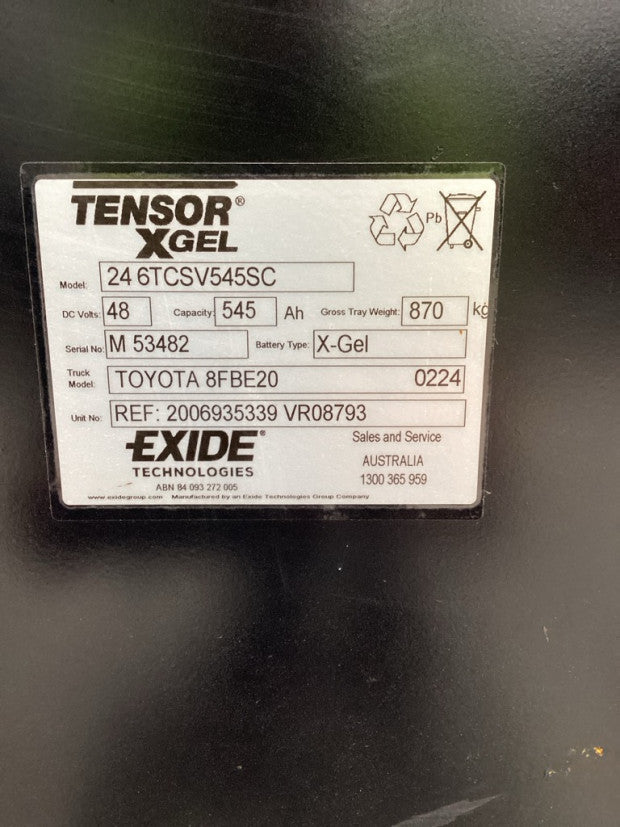 TENSOR®
XGEL
Pb
Model: 24 6TCSV545SC
DC Volts: 48 Capacity: 545 Ah Gross Tray Weight: 870 kg
Serial No: M 53482 Battery Type: X-Gel
Truck Model: TOYOTA 8FBE20 0224
Unit No: REF: 2006935339 VR08793
EXIDE®
TECHNOLOGIES
ABN 84 093 272 005
www.exidegroup.com Manufactured by an Exide Technologies Group Company
Sales and Service
AUSTRALIA
1300 365 959